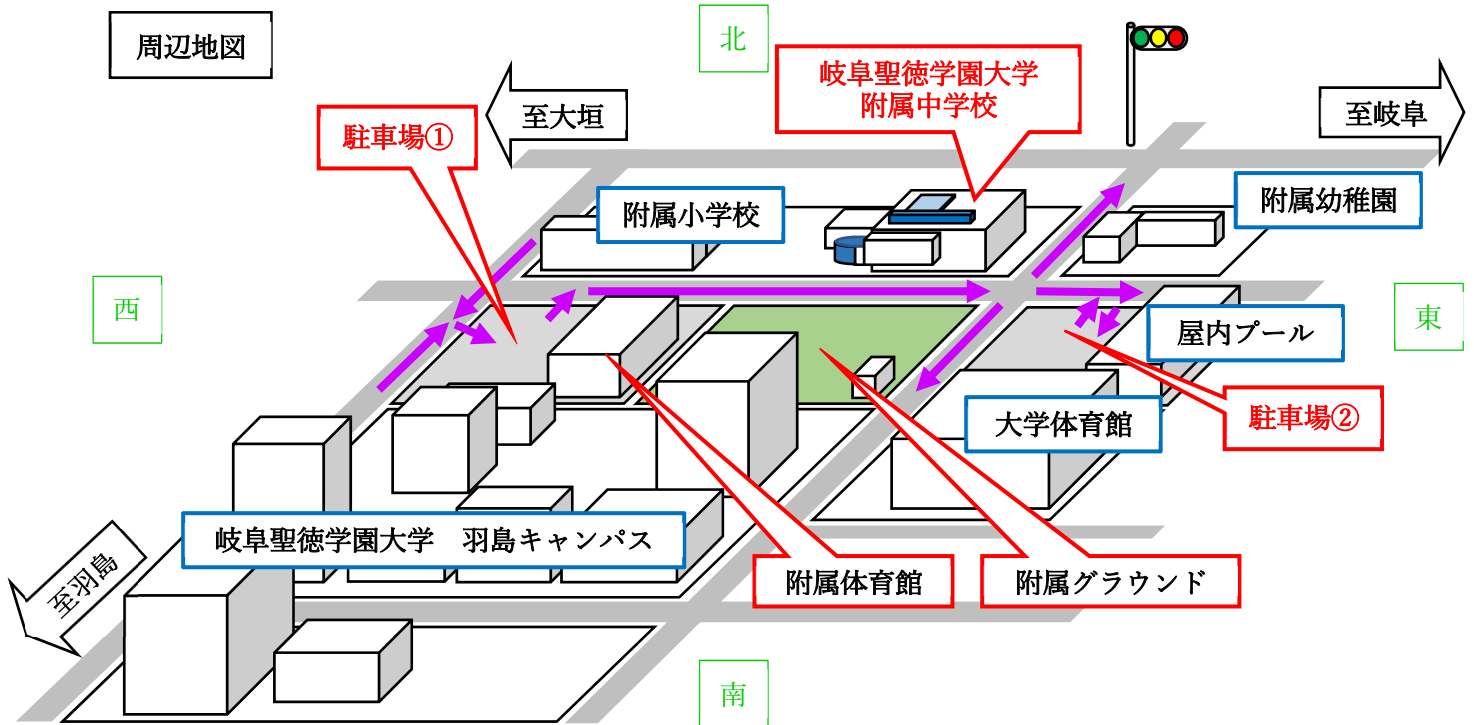 周辺地図
北
岐阜聖徳学園大学
附属中学校
至大垣
至岐阜
駐車場①
附属小学校
附属幼稚園
西
東
屋内プール
大学体育館
駐車場②
岐阜聖徳学園大学　羽島キャンパス
至羽島
附属体育館
附属グラウンド
南